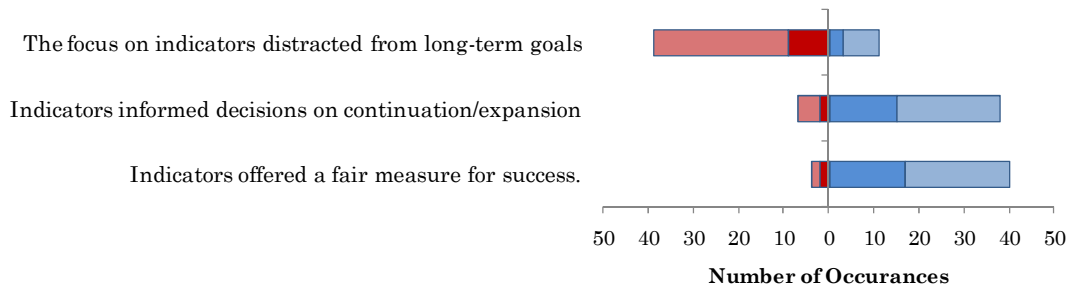 The focus on indicators distracted from long-term goals
Indicators informed decisions on continuation/expansion
Indicators offered a fair measure for success.
50 40 30 20 10 0 10 20 30 40 50
Number of Occurances